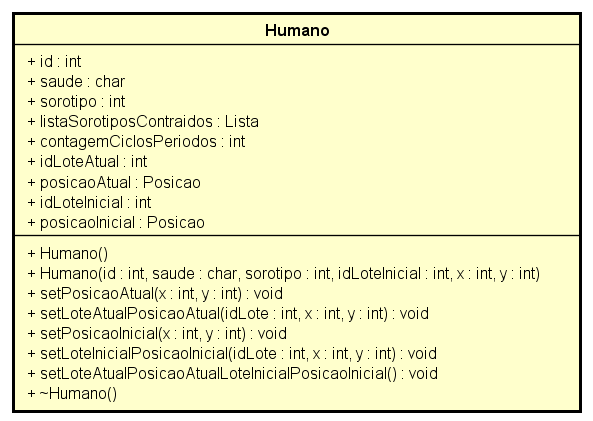 Humano
+ id : int
+ saude : char
+ sorotipo : int
+ listaSorotiposContraidos : Lista
+ contagemCiclosPeriodos : int
+ idLoteAtual : int
+ posicaoAtual : Posicao
+ idLoteInicial : int
+ posicaoInicial : Posicao
+ Humano()
+ Humano(id : int, saude : char, sorotipo : int, idLoteInicial : int, x : int, y : int)
+ setPosicaoAtual(x : int, y : int) : void
+ setLoteAtualPosicaoAtual(idLote : int, x : int, y : int) : void
+ setPosicaoInicial(x : int, y : int) : void
+ setLoteInicialPosicaoInicial(idLote : int, x : int, y : int) : void
+ setLoteAtualPosicaoAtualLoteInicialPosicaoInicial() : void
+ ~Humano()